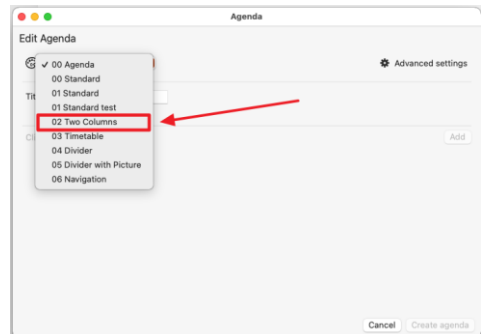 Agenda
Edit Agenda
✓ 00 Agenda
Advanced settings
00 Standard
01 Standard
01 Standard test
02 Two Columns
03 Timetable
Add
04 Divider
05 Divider with Picture
06 Navigation
Cancel
Create agenda